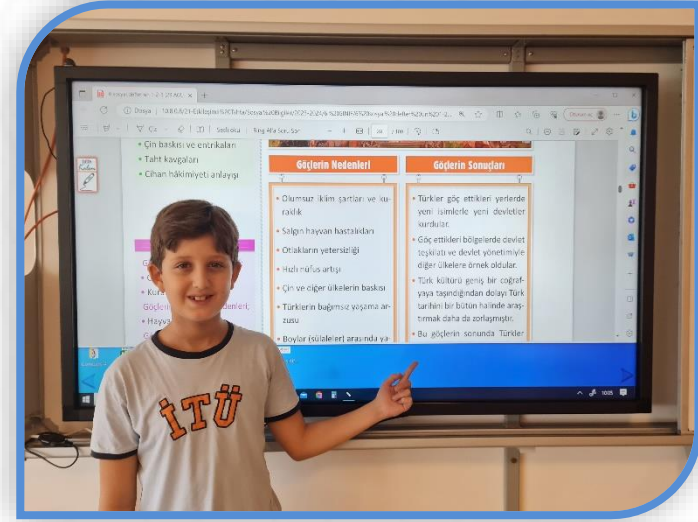 Dosya
Sesli oku
• Çin baskısı ve entrikaları
• Taht kavgaları
• Cihan hâkimiyeti anlayışı
Göçlerin Nedenleri
• Olumsuz iklim şartları ve ku-
raklık
• Salgın hayvan hastalıkları
• Otlakların yetersizliği
• Hızlı nüfus artışı
• Çin ve diğer ülkelerin baskısı
• Türklerin bağımsız yaşama ar-
zusu
• Boylar (sülaleler) arasında ya-
Göçlerin Sonuçları
• Türkler göç ettikleri yerlerde
yeni isimlerle yeni devletler
kurdular.
• Göç ettikleri bölgelerde devlet
teşkilatı ve devlet yönetimiyle
diğer ülkelere örnek oldular.
• Türk kültürü geniş bir coğraf-
yaya taşındığından dolayı Türk
tarihini bir bütün halinde araş-
tırmak daha da zorlaşmıştır.
• Bu göçlerin sonunda Türkler
İTÜ